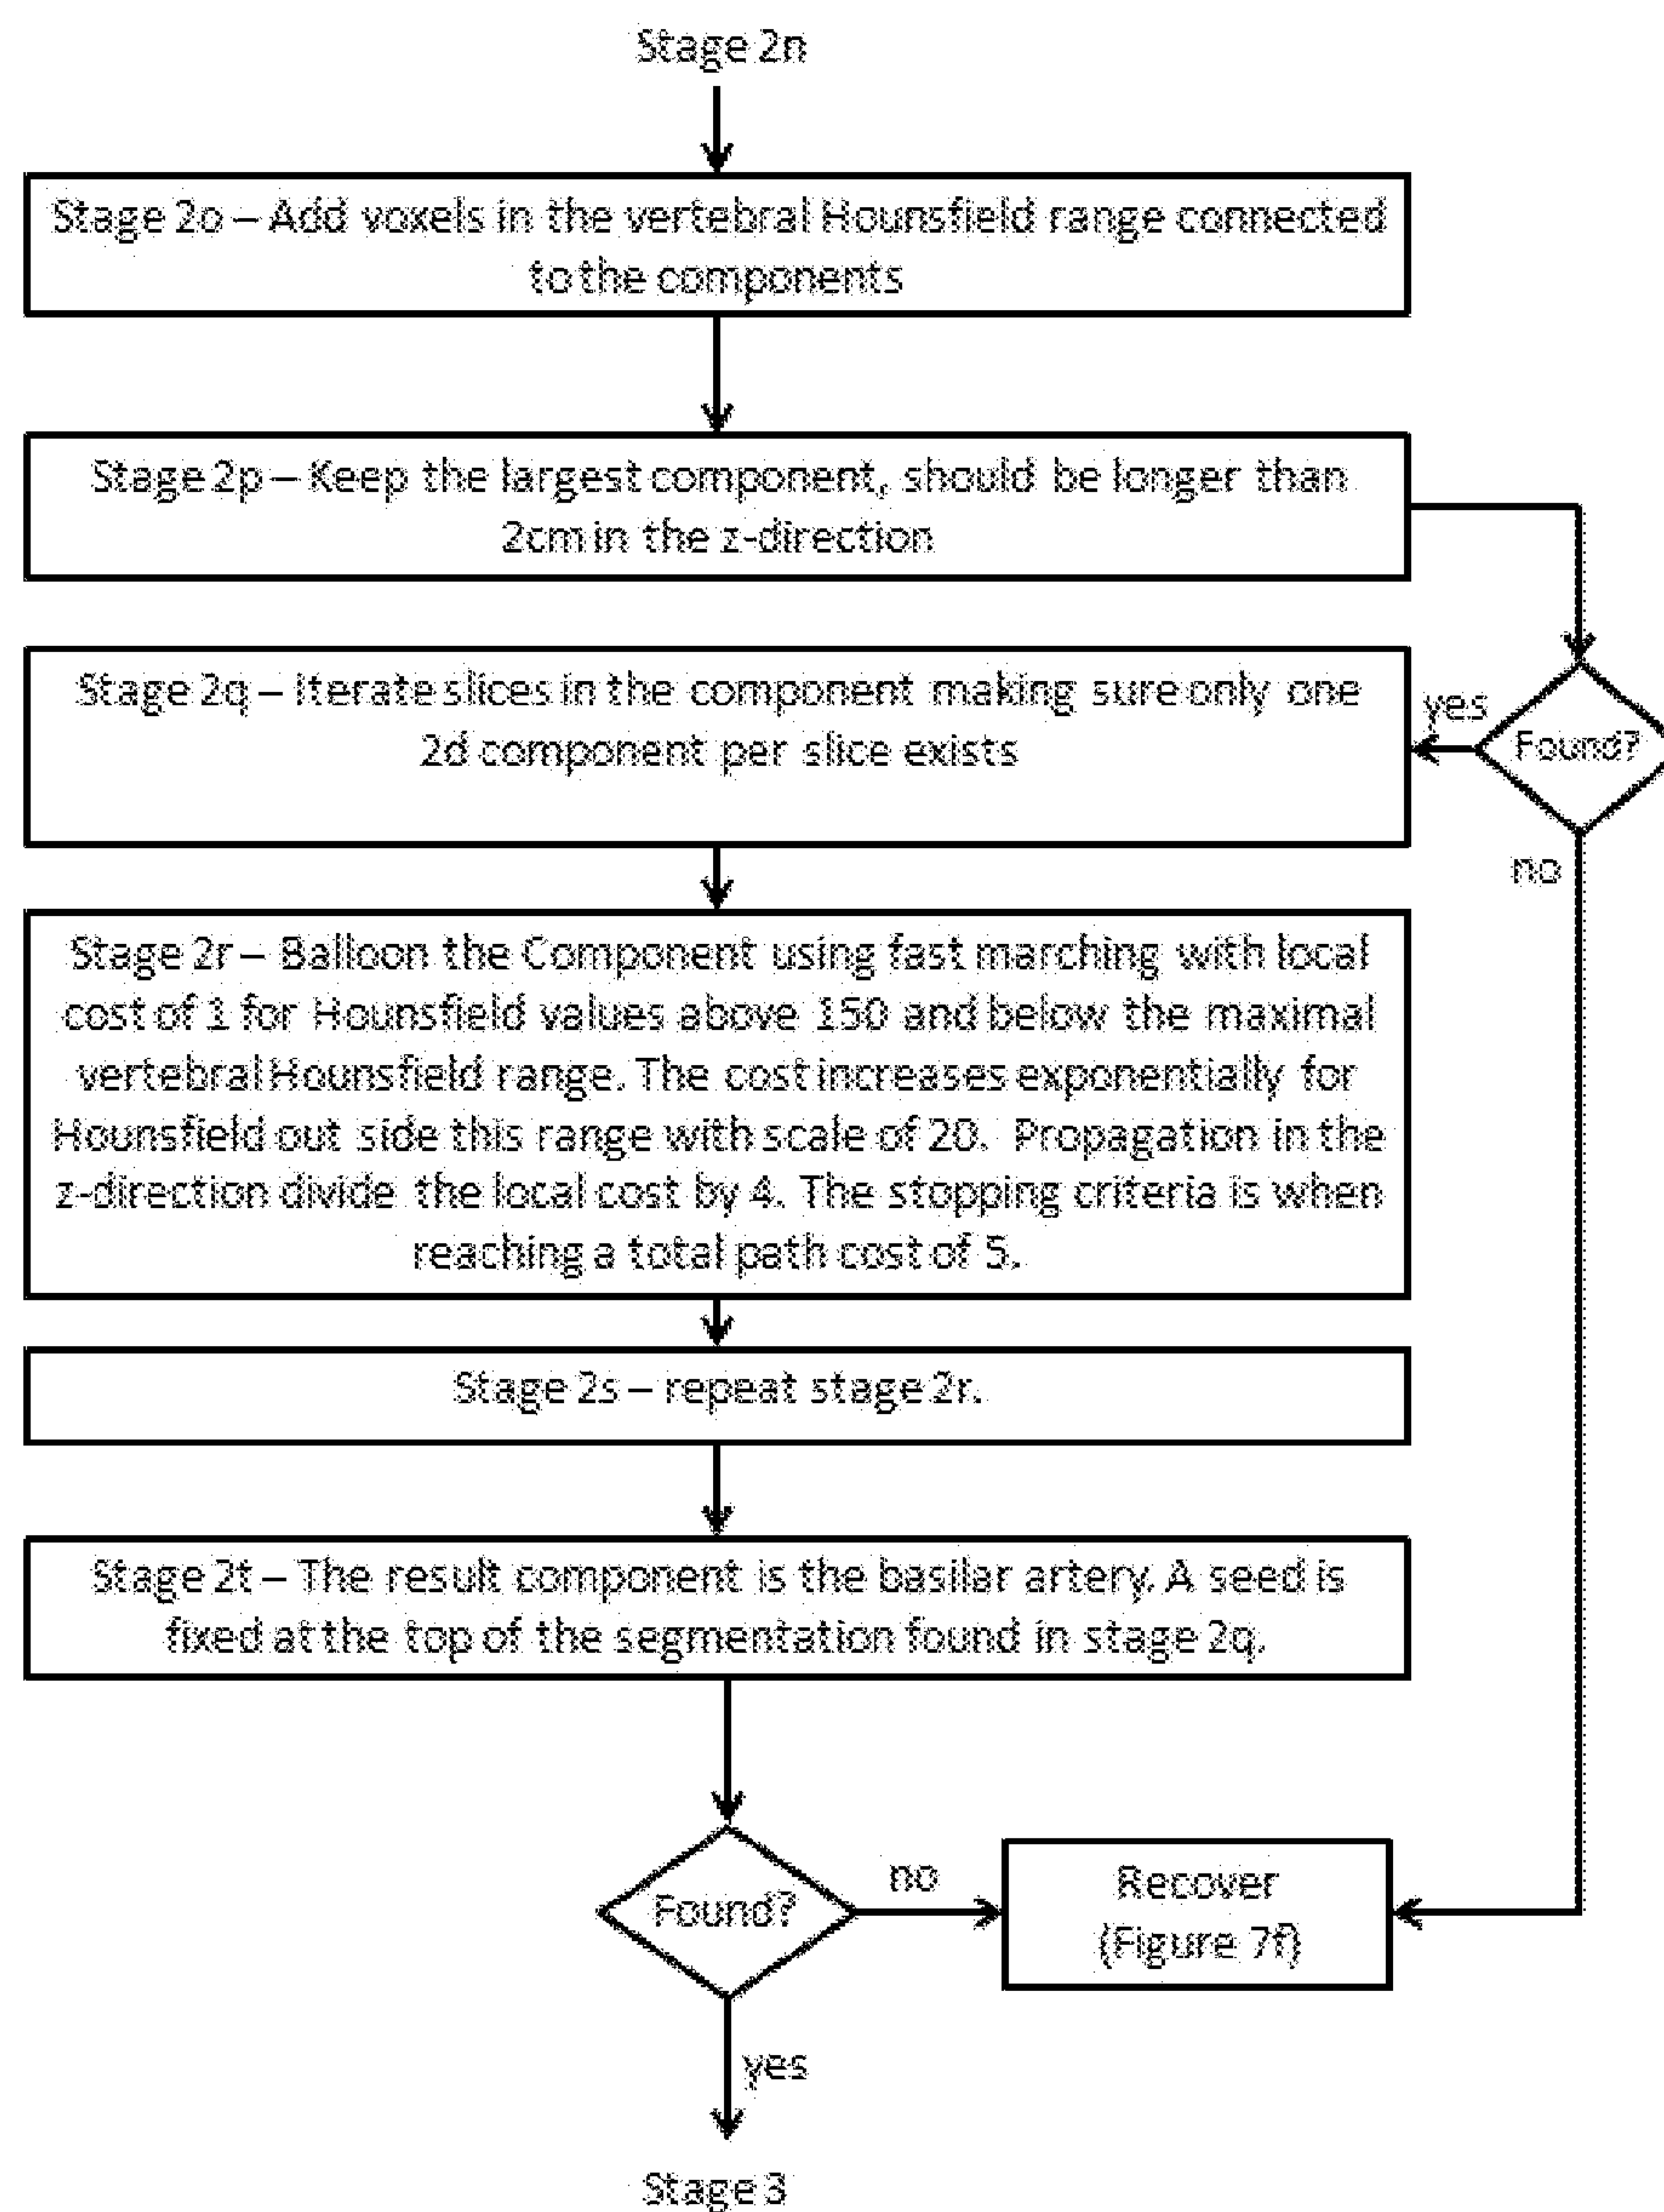 Stage 2n
Stage 2o – Add voxels in the vertebral Hounsfield range connected
to the components
Stage 2p – Keep the largest component, should be longer than
2cm in the z-direction
Stage 2q – Iterate slices in the component making sure only one
2d component per slice exists
yes
Found?
no
Stage 2r – Balloon the Component using fast marching with local
cost of 1 for Hounsfield values above 150 and below the maximal
vertebral Hounsfield range. The cost increases exponentially for
Hounsfield out side this range with scale of 20. Propagation in the
z-direction divide the local cost by 4. The stopping criteria is when
reaching a total path cost of 5.
Stage 2s – repeat stage 2r.
Stage 2t – The result component is the basilar artery. A seed is
fixed at the top of the segmentation found in stage 2q.
Found?
no
Recover
(Figure 7f)
yes
Stage 3